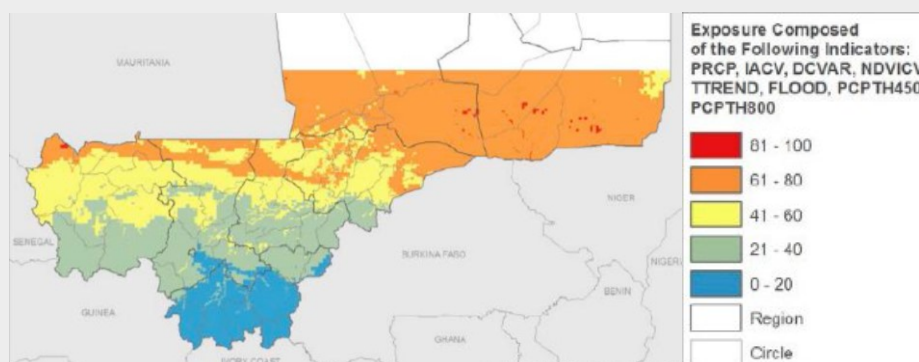 MAURITANIA
SENEGAL
GUINEA
IVORY COAST
BURKINA FASO
GHANA
BENIN
NIGER
NIGERI
Exposure Composed
of the Following Indicators:
PRCP, IACV, DCVAR, NDVICV
TTREND, FLOOD, PCPTH450
PCPTH800
81 - 100
61 - 80
41 - 60
21 - 40
0 - 20
Region
Circle